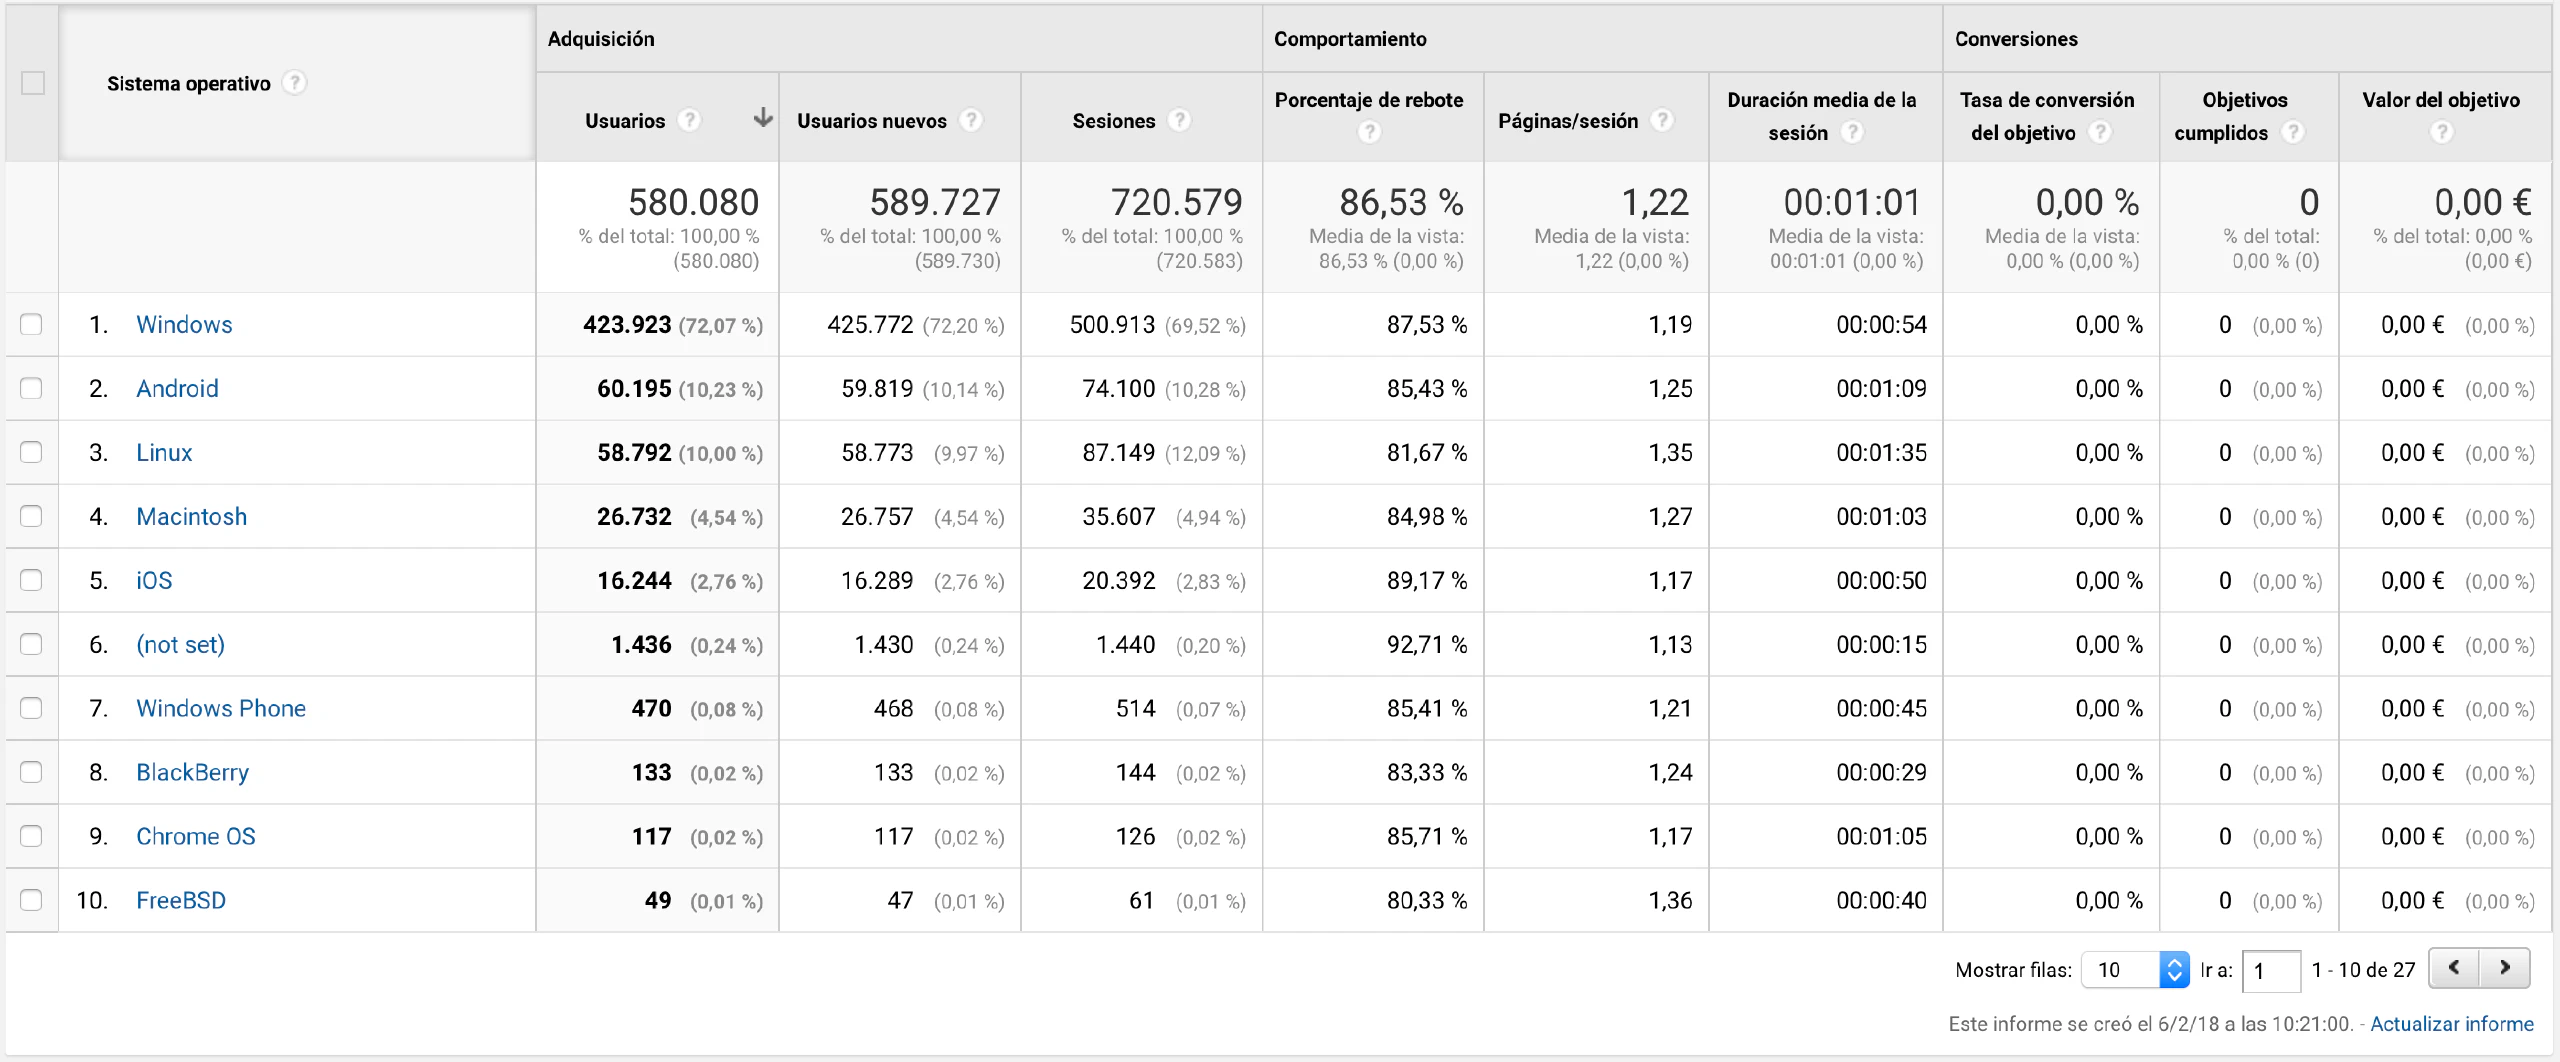 Adquisición Comportamiento Conversiones
Sistema operativo ?
Usuarios ? Usuarios nuevos ? Sesiones ? Porcentaje de rebote ? Páginas/sesión ? Duración media de la sesión ? Tasa de conversión del objetivo ? Objetivos cumplidos ? Valor del objetivo ?
580.080 589.727 720.579 86,53 % 1,22 00:01:01 0,00 % 0 0,00 €
% del total: 100,00 % % del total: 100,00 % % del total: 100,00 % Media de la vista: Media de la vista: Media de la vista: Media de la vista: % del total: % del total: 0,00 %
(580.080) (589.730) (720.583) 86,53 % (0,00 %) 1,22 (0,00 %) 00:01:01 (0,00 %) 0,00 % (0,00 %) 0,00 % (0) (0,00 €)
1. Windows 423.923 (72,07 %) 425.772 (72,20 %) 500.913 (69,52 %) 87,53 % 1,19 00:00:54 0,00 % 0 (0,00 %) 0,00 € (0,00 %)
2. Android 60.195 (10,23 %) 59.819 (10,14 %) 74.100 (10,28 %) 85,43 % 1,25 00:01:09 0,00 % 0 (0,00 %) 0,00 € (0,00 %)
3. Linux 58.792 (10,00 %) 58.773 (9,97 %) 87.149 (12,09 %) 81,67 % 1,35 00:01:35 0,00 % 0 (0,00 %) 0,00 € (0,00 %)
4. Macintosh 26.732 (4,54 %) 26.757 (4,54 %) 35.607 (4,94 %) 84,98 % 1,27 00:01:03 0,00 % 0 (0,00 %) 0,00 € (0,00 %)
5. iOS 16.244 (2,76 %) 16.289 (2,76 %) 20.392 (2,83 %) 89,17 % 1,17 00:00:50 0,00 % 0 (0,00 %) 0,00 € (0,00 %)
6. (not set) 1.436 (0,24 %) 1.430 (0,24 %) 1.440 (0,20 %) 92,71 % 1,13 00:00:15 0,00 % 0 (0,00 %) 0,00 € (0,00 %)
7. Windows Phone 470 (0,08 %) 468 (0,08 %) 514 (0,07 %) 85,41 % 1,21 00:00:45 0,00 % 0 (0,00 %) 0,00 € (0,00 %)
8. BlackBerry 133 (0,02 %) 133 (0,02 %) 144 (0,02 %) 83,33 % 1,24 00:00:29 0,00 % 0 (0,00 %) 0,00 € (0,00 %)
9. Chrome OS 117 (0,02 %) 117 (0,02 %) 126 (0,02 %) 85,71 % 1,17 00:01:05 0,00 % 0 (0,00 %) 0,00 € (0,00 %)
10. FreeBSD 49 (0,01 %) 47 (0,01 %) 61 (0,01 %) 80,33 % 1,36 00:00:40 0,00 % 0 (0,00 %) 0,00 € (0,00 %)
Mostrar filas: 10 Ir a: 1 1 - 10 de 27
Este informe se creó el 6/2/18 a las 10:21:00. - Actualizar informe